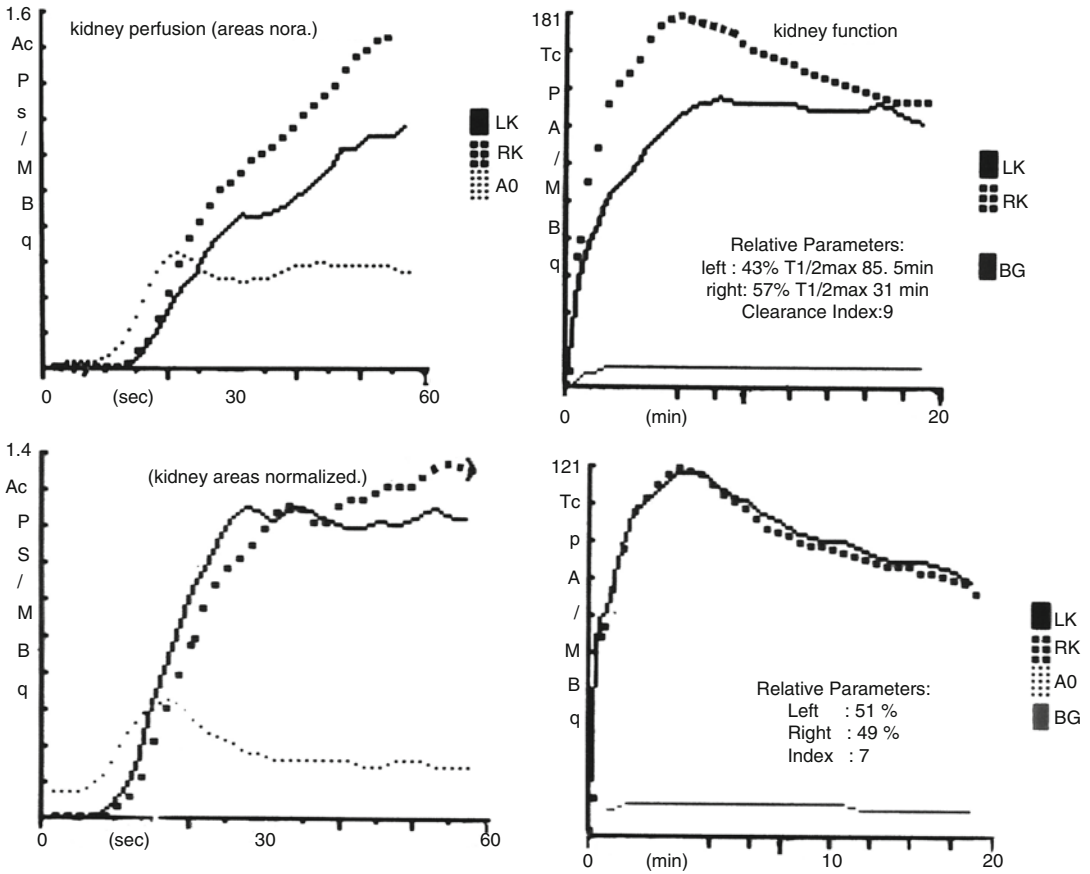 1.6
Ac
P
s
/
M
B
q
kidney perfusion (areas nora.)
LK
RK
A0
0
(sec)
30
60
181
Tc
P
A
/
M
B
q
kidney function
LK
RK
BG
Relative Parameters:
left : 43% T1/2max 85. 5min
right: 57% T1/2max 31 min
Clearance Index:9
0
(min)
20
1.4
Ac
P
S
/
M
B
q
(kidney areas normalized.)
0
(sec)
30
60
121
Tc
p
A
/
M
B
q
LK
RK
A0
BG
Relative Parameters:
Left : 51 %
Right : 49 %
Index : 7
0
(min)
10
20